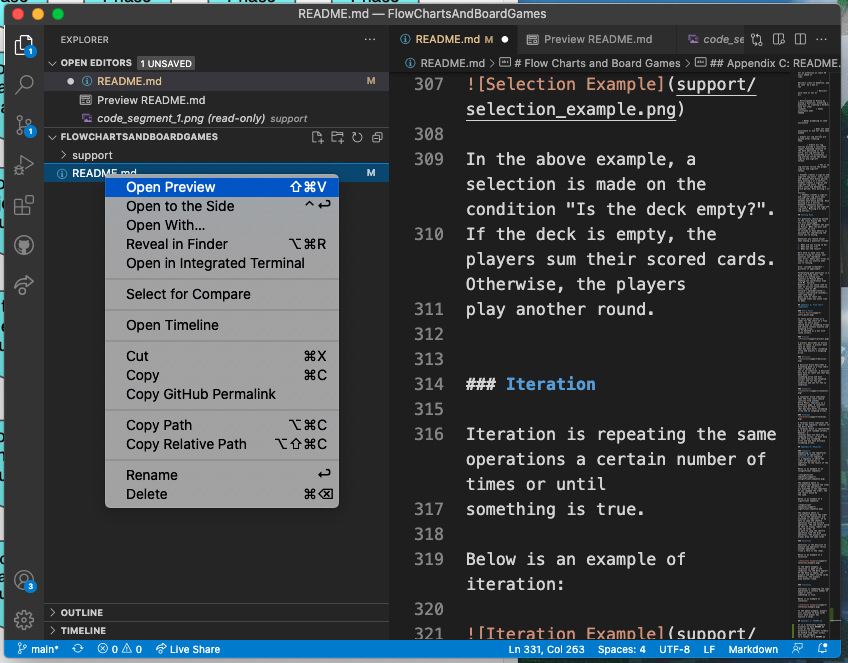 README.md — FlowChartsAndBoardGames
EXPLORER
OPEN EDITORS 1 UNSAVED
README.md M
Preview README.md
code_segment_1.png (read-only) support
FLOWCHARTSANDBOARDGAMES
support
README.md M
Open Preview ⇧⌘V
Open to the Side ^↩
Open With...
Reveal in Finder ⌥⌘R
Open in Integrated Terminal
Select for Compare
Open Timeline
Cut ⌘X
Copy ⌘C
Copy GitHub Permalink
Copy Path ⌥⌘C
Copy Relative Path ⌥⇧⌘C
Rename ↩
Delete ⌘⌫
OUTLINE
TIMELINE
1
1
3
README.md M
Preview README.md
code_se
README.md > # Flow Charts and Board Games > ## Appendix C: README.
307 ![Selection Example](support/
selection_example.png)
308
309 In the above example, a
selection is made on the
condition "Is the deck empty?".
310 If the deck is empty, the
players sum their scored cards.
Otherwise, the players
311 play another round.
312
313
314 ### Iteration
315
316 Iteration is repeating the same
operations a certain number of
times or until
317 something is true.
318
319 Below is an example of
iteration:
320
321 ![Iteration Example](support/
main* 0 0 Live Share
Ln 331, Col 263 Spaces: 4 UTF-8 LF Markdown